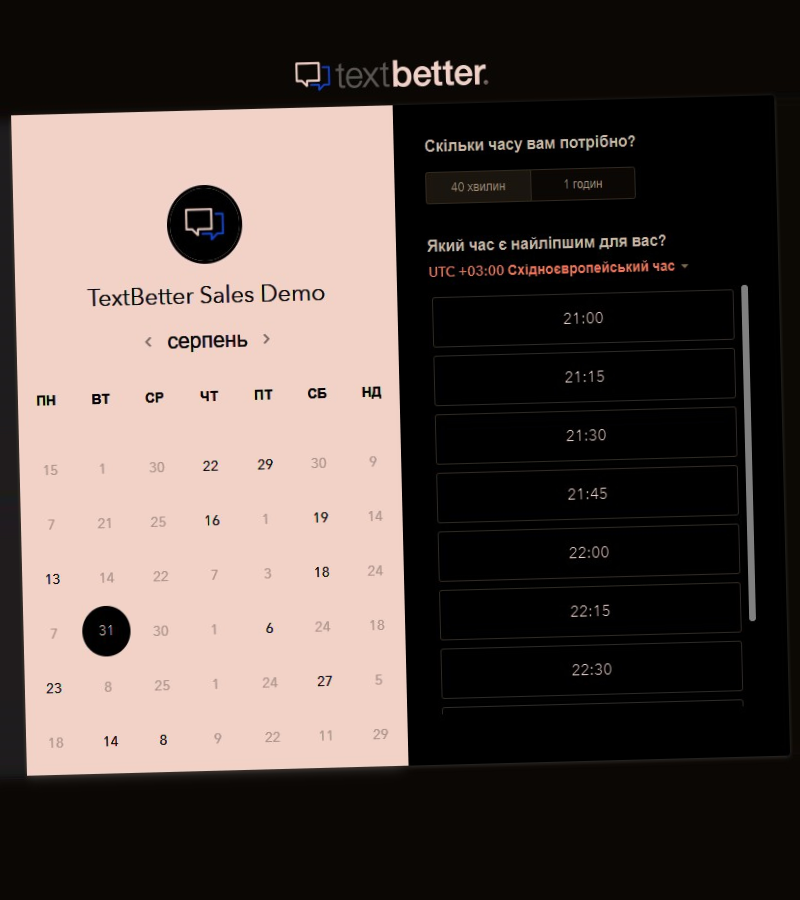 textbetter.
TextBetter Sales Demo
серпень
ПН ВТ СР ЧТ ПТ СБ НД
15 1 30 22 29 30 9
7 21 25 16 1 19 14
13 14 22 7 3 18 24
7 31 30 1 6 24 18
23 8 25 1 24 27 5
18 14 8 9 22 11 29
Скільки часу вам потрібно?
40 хвилин 1 годин
Який час є найліпшим для вас?
UTC +03:00 Східноєвропейський час
21:00
21:15
21:30
21:45
22:00
22:15
22:30